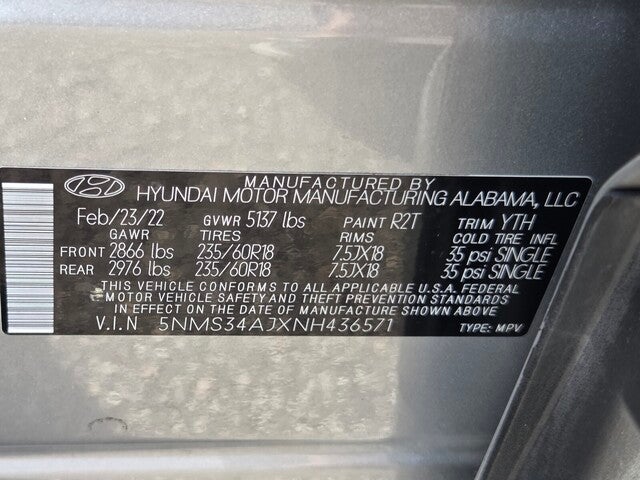 MANUFACTURED BY
HYUNDAI MOTOR MANUFACTURING ALABAMA, LLC
Feb/23/22 GVWR 5137 lbs PAINT R2T TRIM YTH
GAWR TIRES RIMS COLD TIRE INFL
FRONT 2866 lbs 235/60R18 7.5JX18 35 psi SINGLE
REAR 2976 lbs 235/60R18 7.5JX18 35 psi SINGLE
THIS VEHICLE CONFORMS TO ALL APPLICABLE U.S.A. FEDERAL
MOTOR VEHICLE SAFETY AND THEFT PREVENTION STANDARDS
IN EFFECT ON THE DATE OF MANUFACTURE SHOWN ABOVE.
V.I.N 5NMS34AJXNH436571 TYPE: MPV